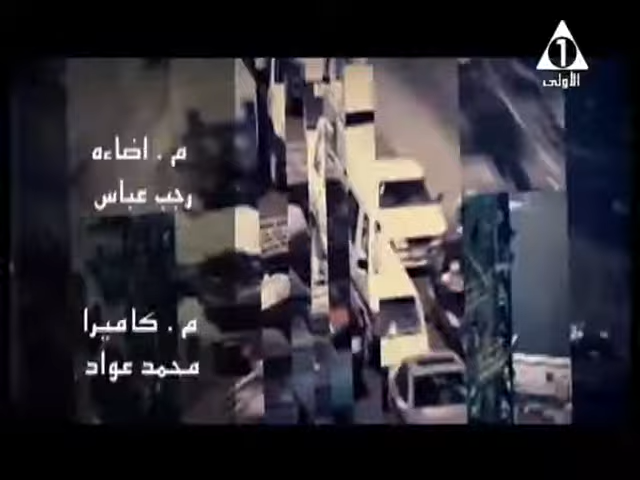 1
الأولى
م . اضاءه
رجب عباس
م . كاميرا
محمد عواد